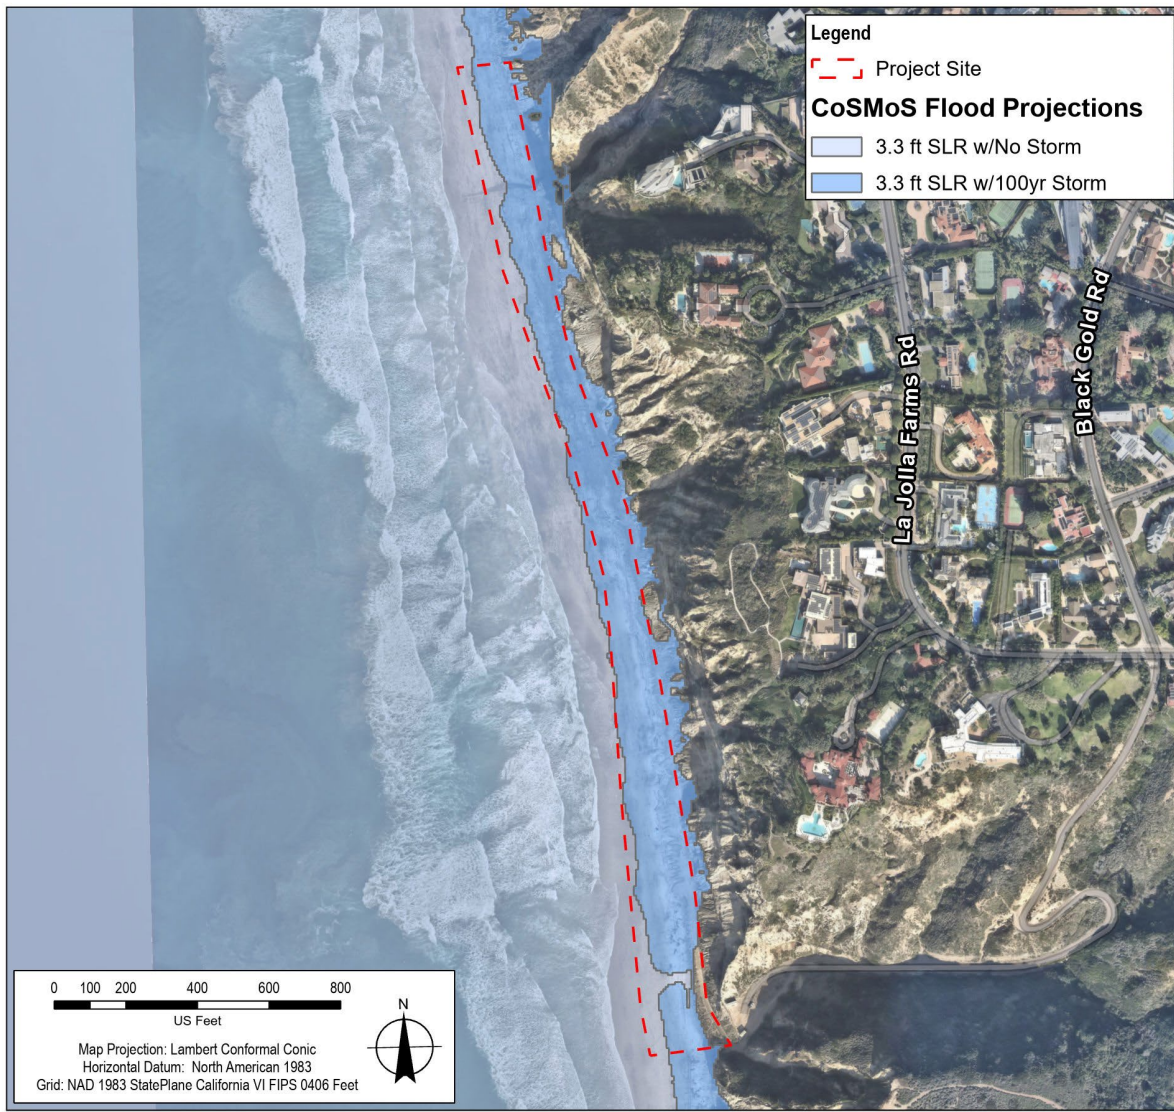 Legend
Project Site
CoSMoS Flood Projections
3.3 ft SLR w/No Storm
3.3 ft SLR w/100yr Storm
La Jolla Farms Rd
Black Gold Rd
0 100 200 400 600 800
US Feet
N
Map Projection: Lambert Conformal Conic
Horizontal Datum: North American 1983
Grid: NAD 1983 StatePlane California VI FIPS 0406 Feet